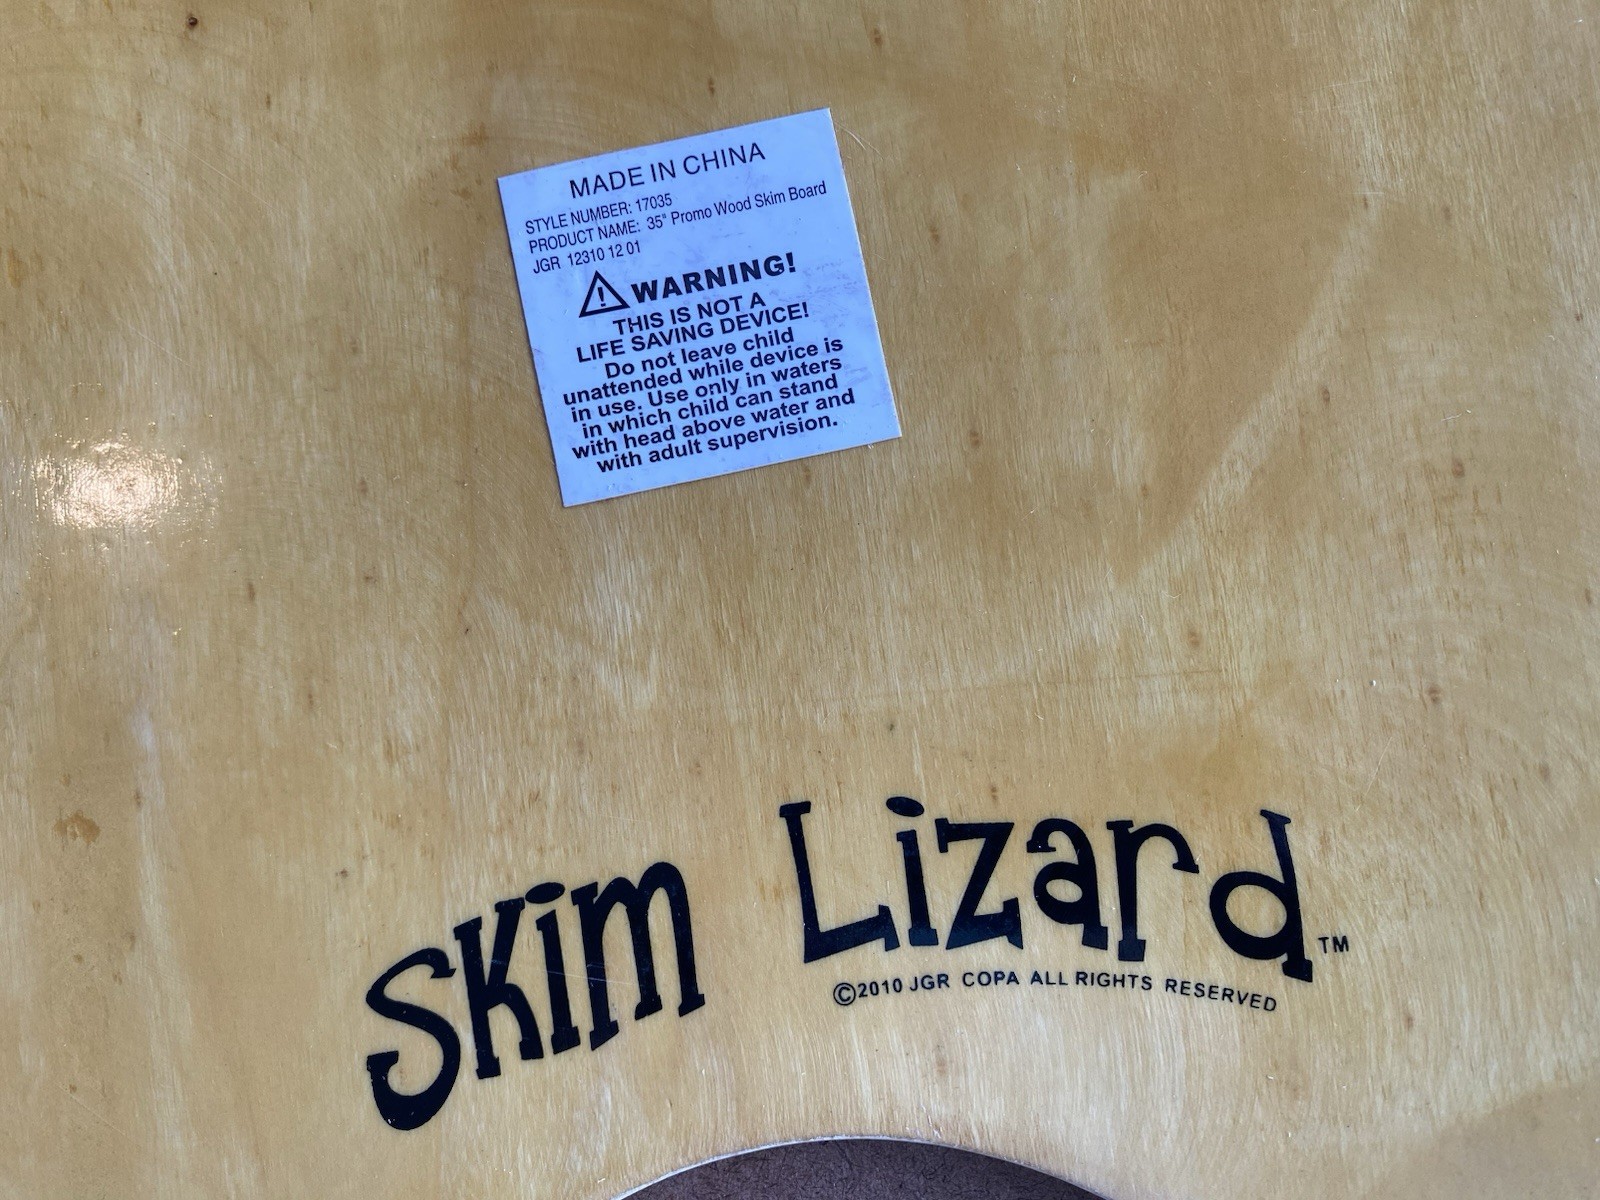 MADE IN CHINA
STYLE NUMBER: 17035
PRODUCT NAME: 35" Promo Wood Skim Board
JGR 12310 12 01
WARNING!
THIS IS NOT A
LIFE SAVING DEVICE!
Do not leave child
unattended while device is
in use. Use only in waters
in which child can stand
with head above water and
with adult supervision.
Skim Lizard™
©2010 JGR COPA ALL RIGHTS RESERVED